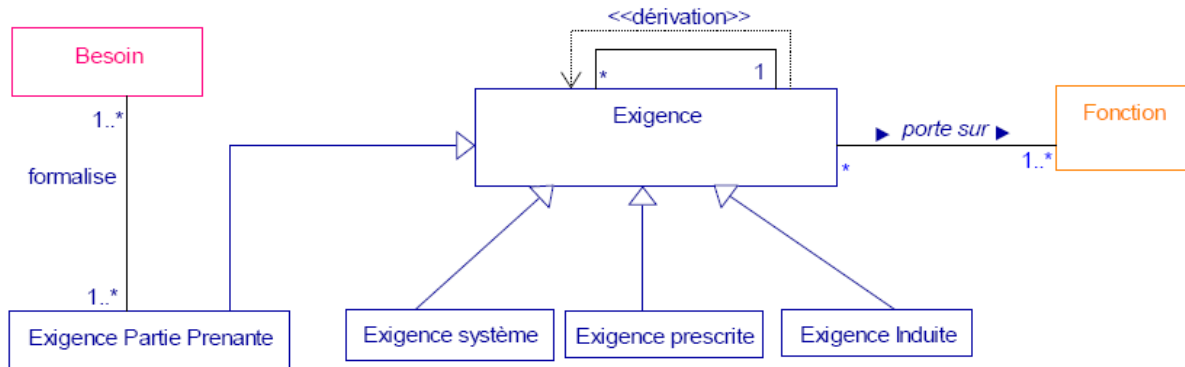 <<dérivation>>
Besoin
*
1
Exigence
Fonction
1..*
▶ porte sur ▶
*
1..*
formalise
1..*
Exigence Partie Prenante
Exigence système
Exigence prescrite
Exigence Induite